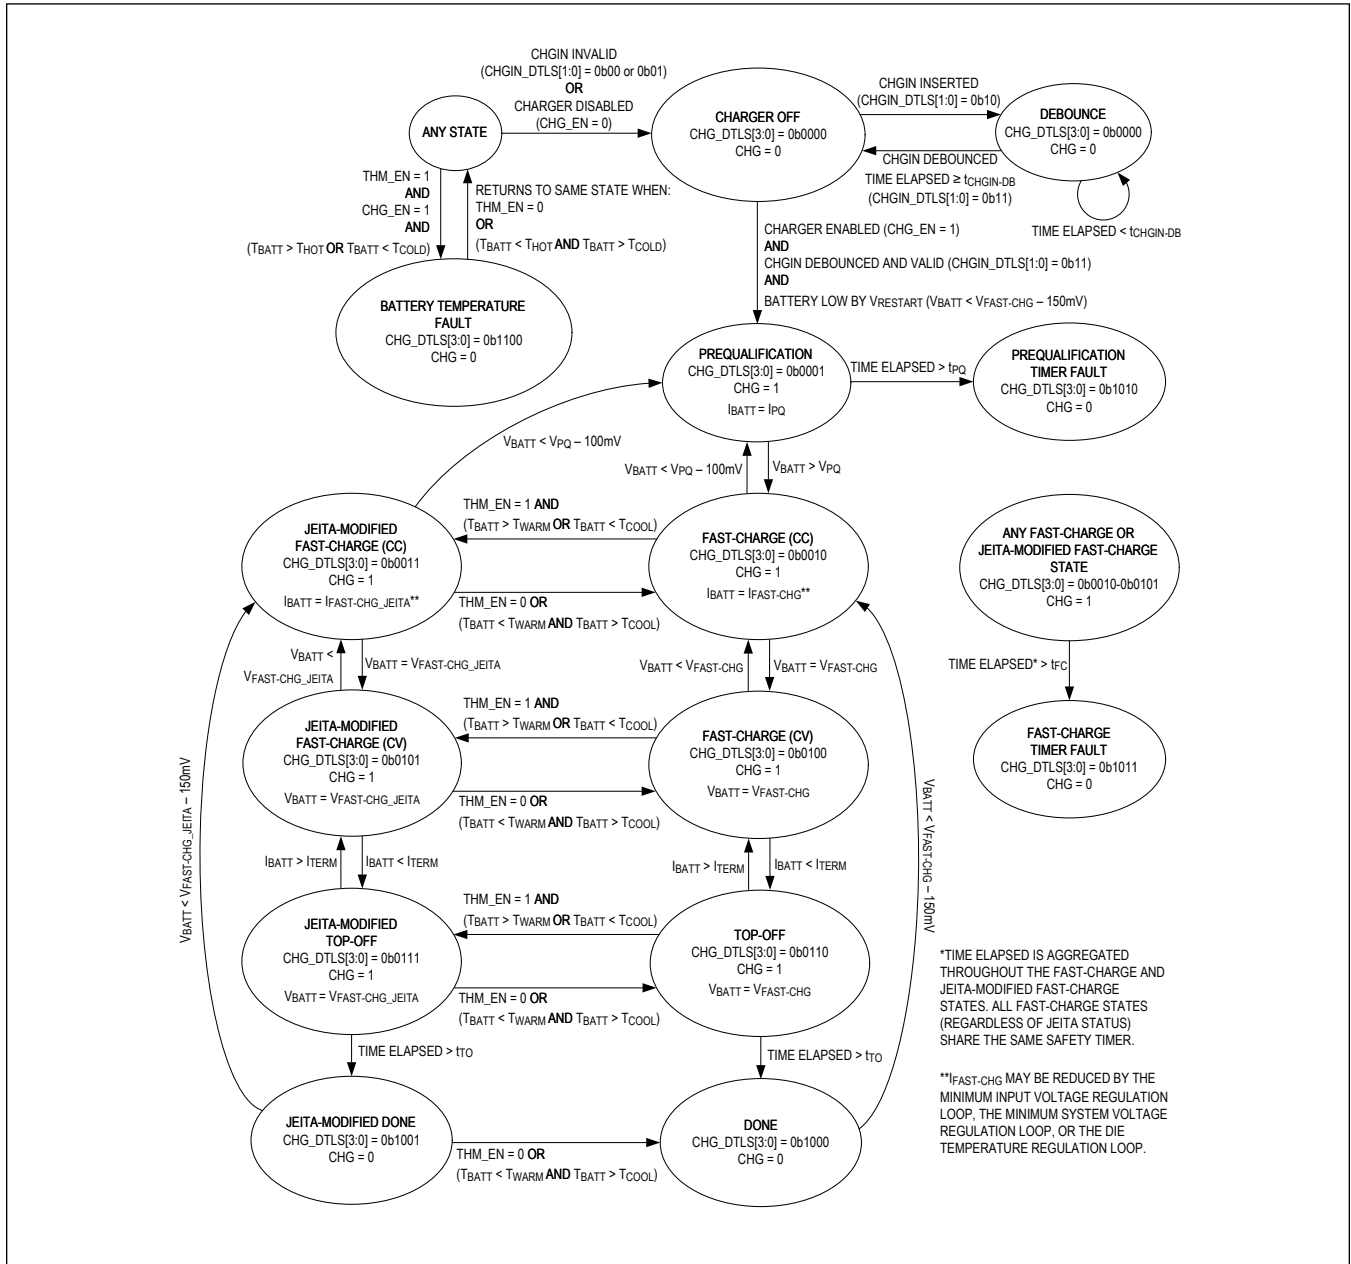 CHGIN INVALID
(CHGIN_DTLS[1:0] = 0b00 or 0b01)
OR
CHARGER DISABLED
(CHG_EN = 0)
ANY STATE
CHARGER OFF
CHG_DTLS[3:0] = 0b0000
CHG = 0
CHGIN INSERTED
(CHGIN_DTLS[1:0] = 0b10)
DEBOUNCE
CHG_DTLS[3:0] = 0b0000
CHG = 0
CHGIN DEBOUNCED
TIME ELAPSED ≥ tCHGIN-DB
(CHGIN_DTLS[1:0] = 0b11)
TIME ELAPSED < tCHGIN-DB
THM_EN = 1
AND
CHG_EN = 1
AND
(TBATT > THOT OR TBATT < TCOLD)
RETURNS TO SAME STATE WHEN:
THM_EN = 0
OR
(TBATT < THOT AND TBATT > TCOLD)
CHARGER ENABLED (CHG_EN = 1)
AND
CHGIN DEBOUNCED AND VALID (CHGIN_DTLS[1:0] = 0b11)
AND
BATTERY LOW BY VRESTART (VBATT < VFAST-CHG – 150mV)
BATTERY TEMPERATURE
FAULT
CHG_DTLS[3:0] = 0b1100
CHG = 0
PREQUALIFICATION
CHG_DTLS[3:0] = 0b0001
CHG = 1
IBATT = IPQ
TIME ELAPSED > tPQ
PREQUALIFICATION
TIMER FAULT
CHG_DTLS[3:0] = 0b1010
CHG = 0
VBATT < VPQ – 100mV
VBATT < VPQ – 100mV
VBATT > VPQ
JEITA-MODIFIED
FAST-CHARGE (CC)
CHG_DTLS[3:0] = 0b0011
CHG = 1
IBATT = IFAST-CHG_JEITA**
THM_EN = 1 AND
(TBATT > TWARM OR TBATT < TCOOL)
THM_EN = 0 OR
(TBATT < TWARM AND TBATT > TCOOL)
FAST-CHARGE (CC)
CHG_DTLS[3:0] = 0b0010
CHG = 1
IBATT = IFAST-CHG**
ANY FAST-CHARGE OR
JEITA-MODIFIED FAST-CHARGE
STATE
CHG_DTLS[3:0] = 0b0010-0b0101
CHG = 1
VBATT <
VFAST-CHG_JEITA
VBATT = VFAST-CHG_JEITA
VBATT < VFAST-CHG
VBATT = VFAST-CHG
TIME ELAPSED* > tFC
JEITA-MODIFIED
FAST-CHARGE (CV)
CHG_DTLS[3:0] = 0b0101
CHG = 1
VBATT = VFAST-CHG_JEITA
THM_EN = 1 AND
(TBATT > TWARM OR TBATT < TCOOL)
THM_EN = 0 OR
(TBATT < TWARM AND TBATT > TCOOL)
FAST-CHARGE (CV)
CHG_DTLS[3:0] = 0b0100
CHG = 1
VBATT = VFAST-CHG
FAST-CHARGE
TIMER FAULT
CHG_DTLS[3:0] = 0b1011
CHG = 0
VBATT < VFAST-CHG_JEITA – 150mV
VBATT < VFAST-CHG – 150mV
IBATT > ITERM
IBATT < ITERM
IBATT > ITERM
IBATT < ITERM
JEITA-MODIFIED
TOP-OFF
CHG_DTLS[3:0] = 0b0111
CHG = 1
VBATT = VFAST-CHG_JEITA
THM_EN = 1 AND
(TBATT > TWARM OR TBATT < TCOOL)
THM_EN = 0 OR
(TBATT < TWARM AND TBATT > TCOOL)
TOP-OFF
CHG_DTLS[3:0] = 0b0110
CHG = 1
VBATT = VFAST-CHG
TIME ELAPSED > tTO
TIME ELAPSED > tTO
JEITA-MODIFIED DONE
CHG_DTLS[3:0] = 0b1001
CHG = 0
THM_EN = 0 OR
(TBATT < TWARM AND TBATT > TCOOL)
DONE
CHG_DTLS[3:0] = 0b1000
CHG = 0
*TIME ELAPSED IS AGGREGATED
THROUGHOUT THE FAST-CHARGE AND
JEITA-MODIFIED FAST-CHARGE
STATES. ALL FAST-CHARGE STATES
(REGARDLESS OF JEITA STATUS)
SHARE THE SAME SAFETY TIMER.
**IFAST-CHG MAY BE REDUCED BY THE
MINIMUM INPUT VOLTAGE REGULATION
LOOP, THE MINIMUM SYSTEM VOLTAGE
REGULATION LOOP, OR THE DIE
TEMPERATURE REGULATION LOOP.